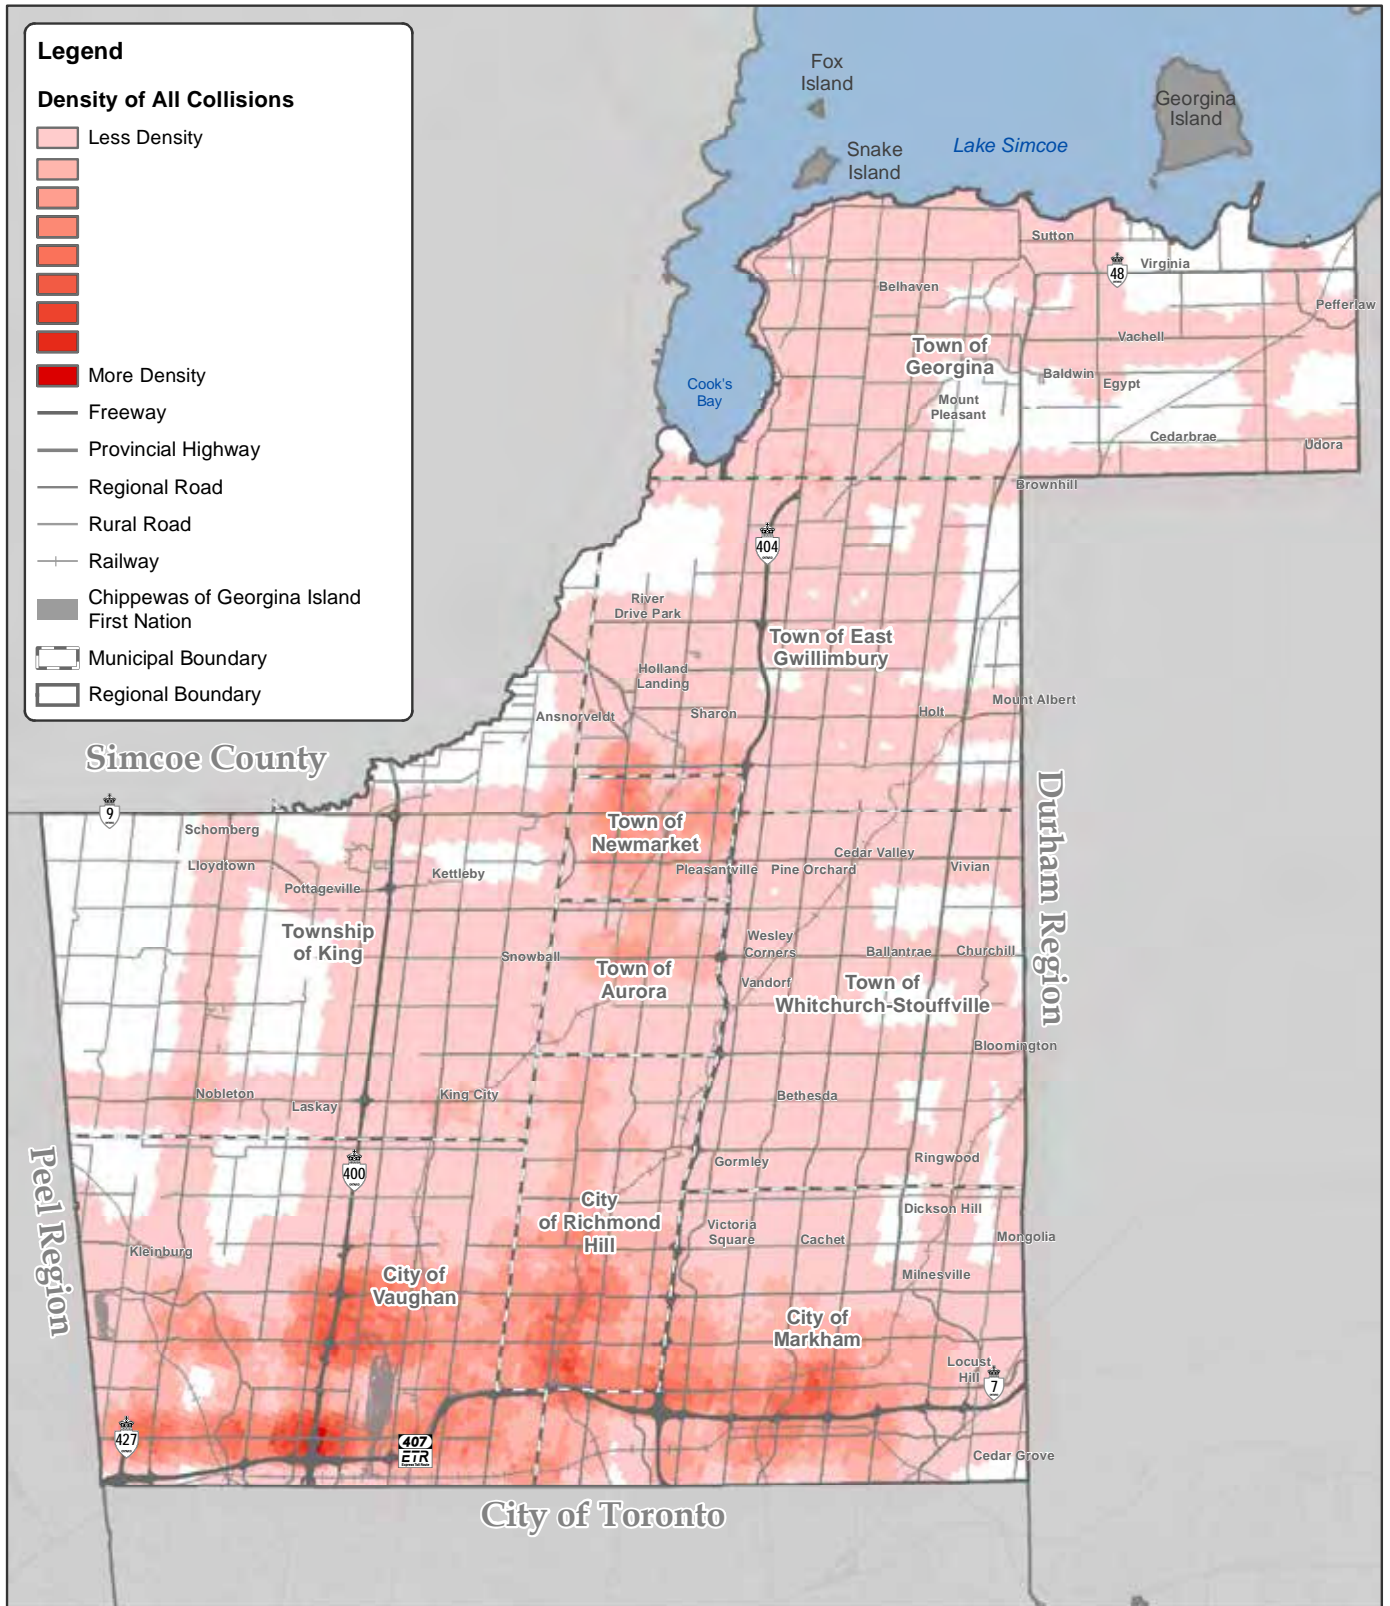 Legend
Density of All Collisions
Less Density
More Density
Freeway
Provincial Highway
Regional Road
Rural Road
Railway
Chippewas of Georgina Island
First Nation
Municipal Boundary
Regional Boundary
Fox
Island
Georgina
Island
Snake
Island
Lake Simcoe
Sutton
48
Virginia
Belhaven
Pefferlaw
Town of
Georgina
Vachell
Cook's
Bay
Baldwin
Egypt
Mount
Pleasant
Cedarbrae
Udora
Brownhill
404
River
Drive Park
Town of East
Gwillimbury
Holland
Landing
Mount Albert
Ansnorveldt
Sharon
Holt
Simcoe County
Durham Region
9
Schomberg
Town of
Newmarket
Lloydtown
Kettleby
Pleasantville
Pine Orchard
Cedar Valley
Vivian
Pottageville
Township
of King
Snowball
Wesley
Corners
Ballantrae
Churchill
Town of
Aurora
Vandorf
Town of
Whitchurch-Stouffville
Bloomington
Nobleton
Laskay
King City
Bethesda
Peel Region
400
Gormley
Ringwood
City
of Richmond
Hill
Dickson Hill
Victoria
Square
Cachet
Mongolia
Kleinburg
City of
Vaughan
Milnesville
City of
Markham
Locust
Hill
7
427
407
ETR
Cedar Grove
City of Toronto